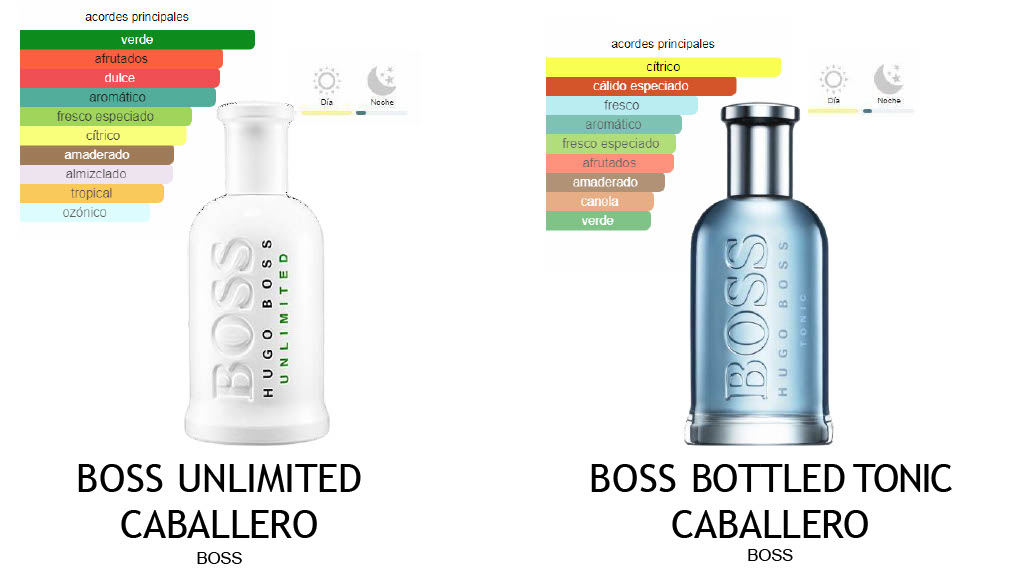 acordes principales
verde
afrutados
dulce
aromático
fresco especiado
cítrico
amaderado
almizclado
tropical
ozónico
Día
Noche
BOSS
HUGO BOSS
UNLIMITED
BOSS UNLIMITED
CABALLERO
BOSS
acordes principales
cítrico
cálido especiado
fresco
aromático
fresco especiado
afrutados
amaderado
canela
verde
Día
Noche
BOSS
HUGO BOSS
TONIC
BOSS BOTTLED TONIC
CABALLERO
BOSS